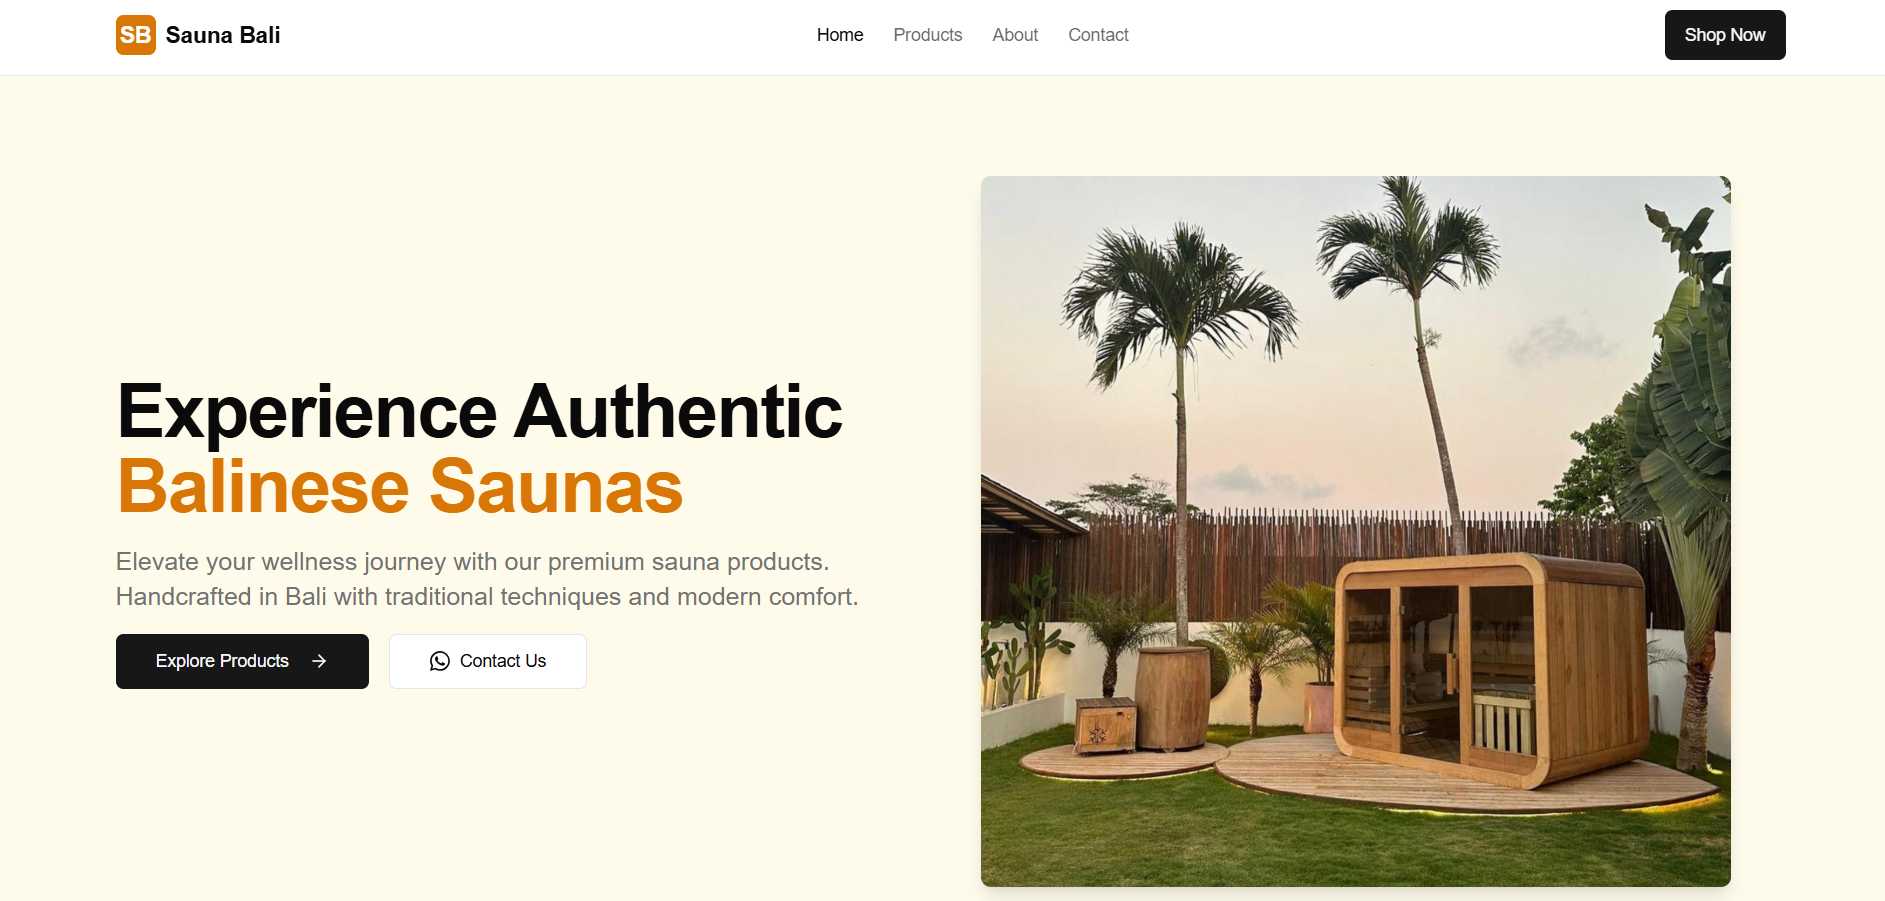 SB Sauna Bali
Home Products About Contact
Shop Now
Experience Authentic
Balinese Saunas
Elevate your wellness journey with our premium sauna products.
Handcrafted in Bali with traditional techniques and modern comfort.
Explore Products
Contact Us